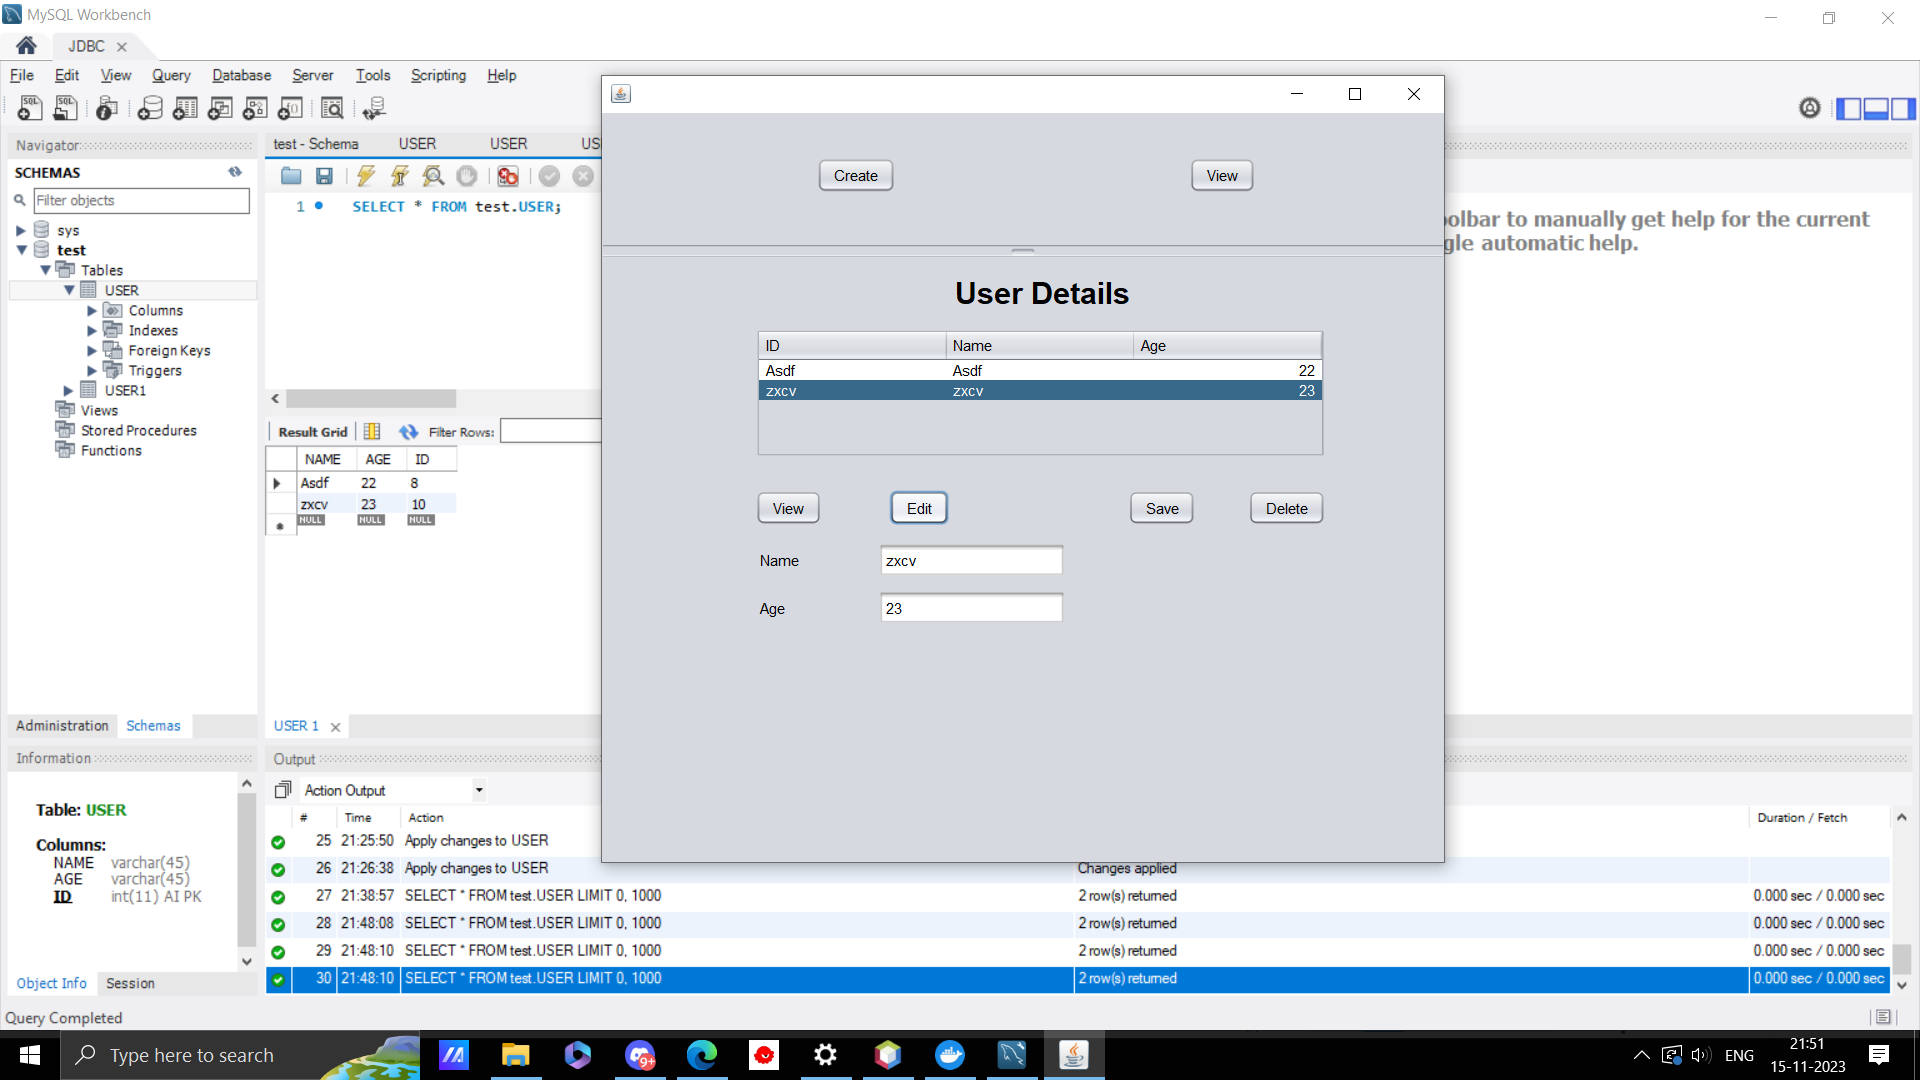 MySQL Workbench
JDBC
File Edit View Query Database Server Tools Scripting Help
Navigator
SCHEMAS
Filter objects
sys
test
Tables
USER
Columns
Indexes
Foreign Keys
Triggers
USER1
Views
Stored Procedures
Functions
Administration Schemas
Information
Table: USER
Columns:
NAME varchar(45)
AGE varchar(45)
ID int(11) AI PK
Object Info Session
Query Completed
test - Schema USER USER US
1 SELECT * FROM test.USER;
Result Grid Filter Rows:
NAME AGE ID
Asdf 22 8
zxcv 23 10
NULL NULL NULL
USER 1
Create View
User Details
ID Name Age
Asdf Asdf 22
zxcv zxcv 23
View Edit Save Delete
Name zxcv
Age 23
olbar to manually get help for the current
gle automatic help.
Output
Action Output
# Time Action Duration / Fetch
25 21:25:50 Apply changes to USER
26 21:26:38 Apply changes to USER Changes applied
27 21:38:57 SELECT * FROM test.USER LIMIT 0, 1000 2 row(s) returned 0.000 sec / 0.000 sec
28 21:48:08 SELECT * FROM test.USER LIMIT 0, 1000 2 row(s) returned 0.000 sec / 0.000 sec
29 21:48:10 SELECT * FROM test.USER LIMIT 0, 1000 2 row(s) returned 0.000 sec / 0.000 sec
30 21:48:10 SELECT * FROM test.USER LIMIT 0, 1000 2 row(s) returned 0.000 sec / 0.000 sec
Type here to search
9+
ENG
21:51
15-11-2023